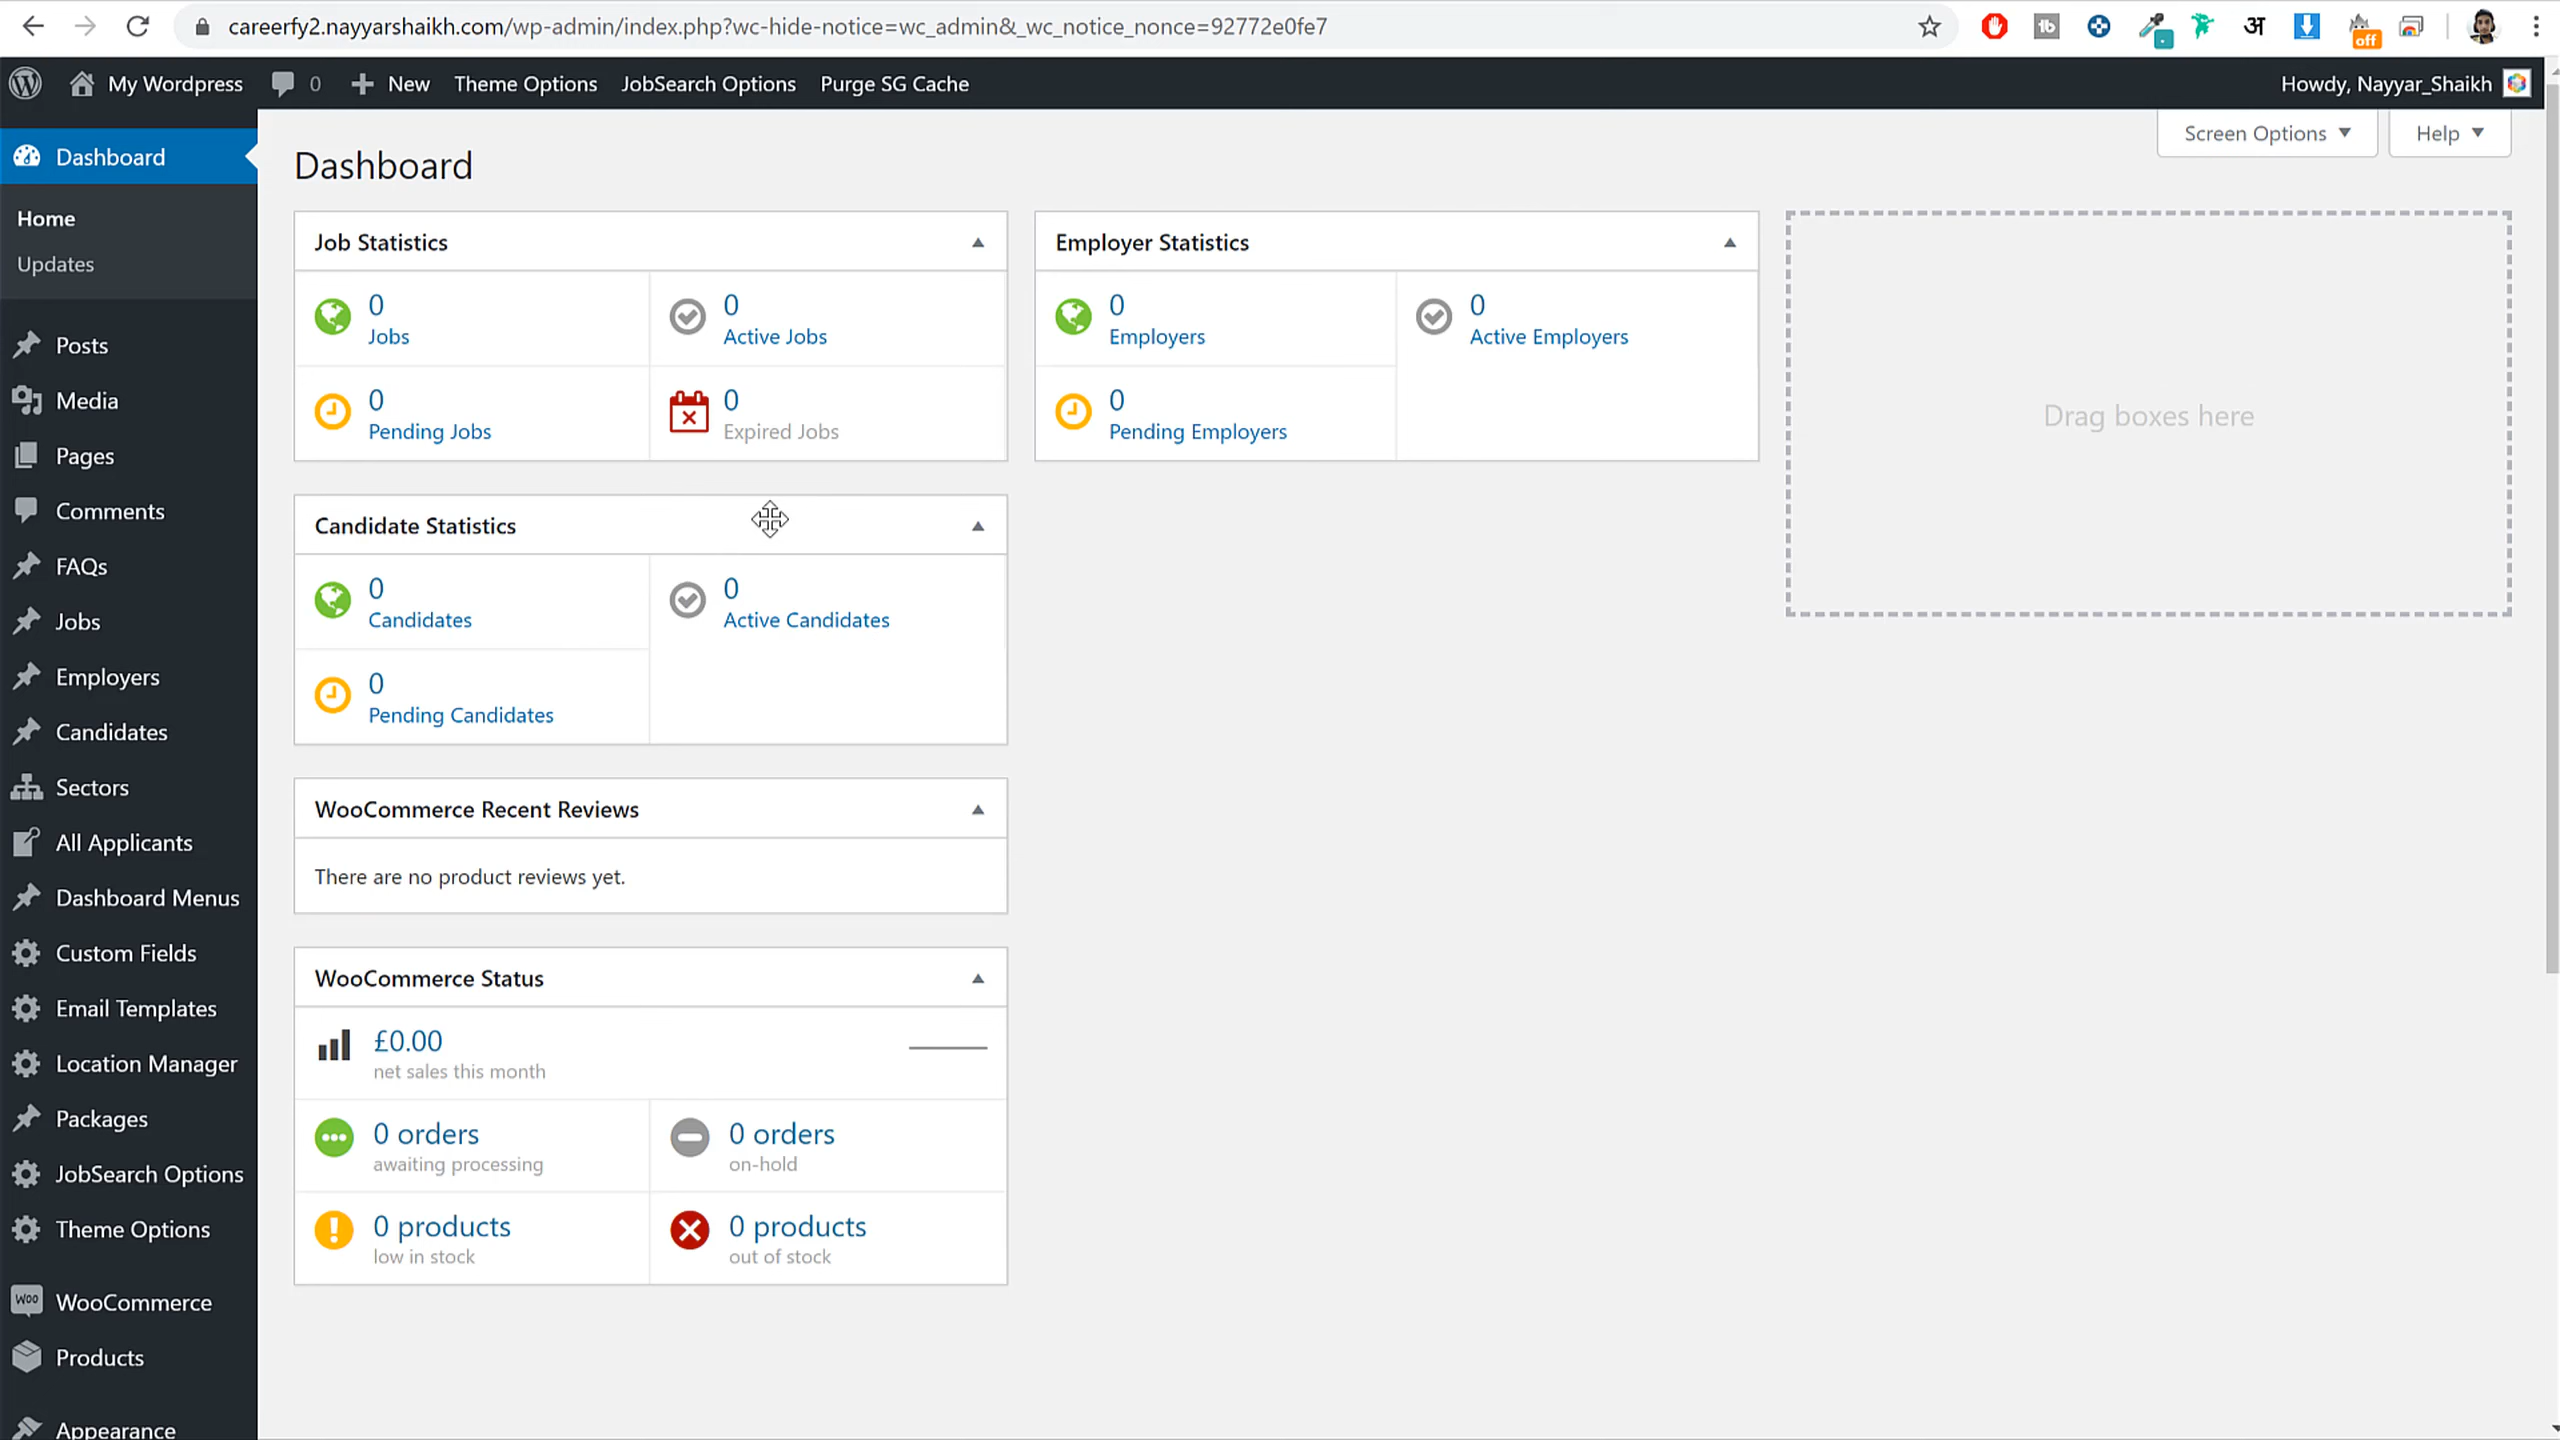 careerfy2.nayyarshaikh.com/wp-admin/index.php?wc-hide-notice=wc_admin&_wc_notice_nonce=92772e0fe7
tb
अ
off
My Wordpress 0 New Theme Options JobSearch Options Purge SG Cache Howdy, Nayyar_Shaikh
Screen Options Help
Dashboard
Home
Updates
Posts
Media
Pages
Comments
FAQs
Jobs
Employers
Candidates
Sectors
All Applicants
Dashboard Menus
Custom Fields
Email Templates
Location Manager
Packages
JobSearch Options
Theme Options
Woo WooCommerce
Products
Appearance
Dashboard
Job Statistics
0
Jobs
0
Active Jobs
0
Pending Jobs
0
Expired Jobs
Candidate Statistics
0
Candidates
0
Active Candidates
0
Pending Candidates
WooCommerce Recent Reviews
There are no product reviews yet.
WooCommerce Status
£0.00
net sales this month
0 orders
awaiting processing
0 orders
on-hold
0 products
low in stock
0 products
out of stock
Employer Statistics
0
Employers
0
Active Employers
0
Pending Employers
Drag boxes here